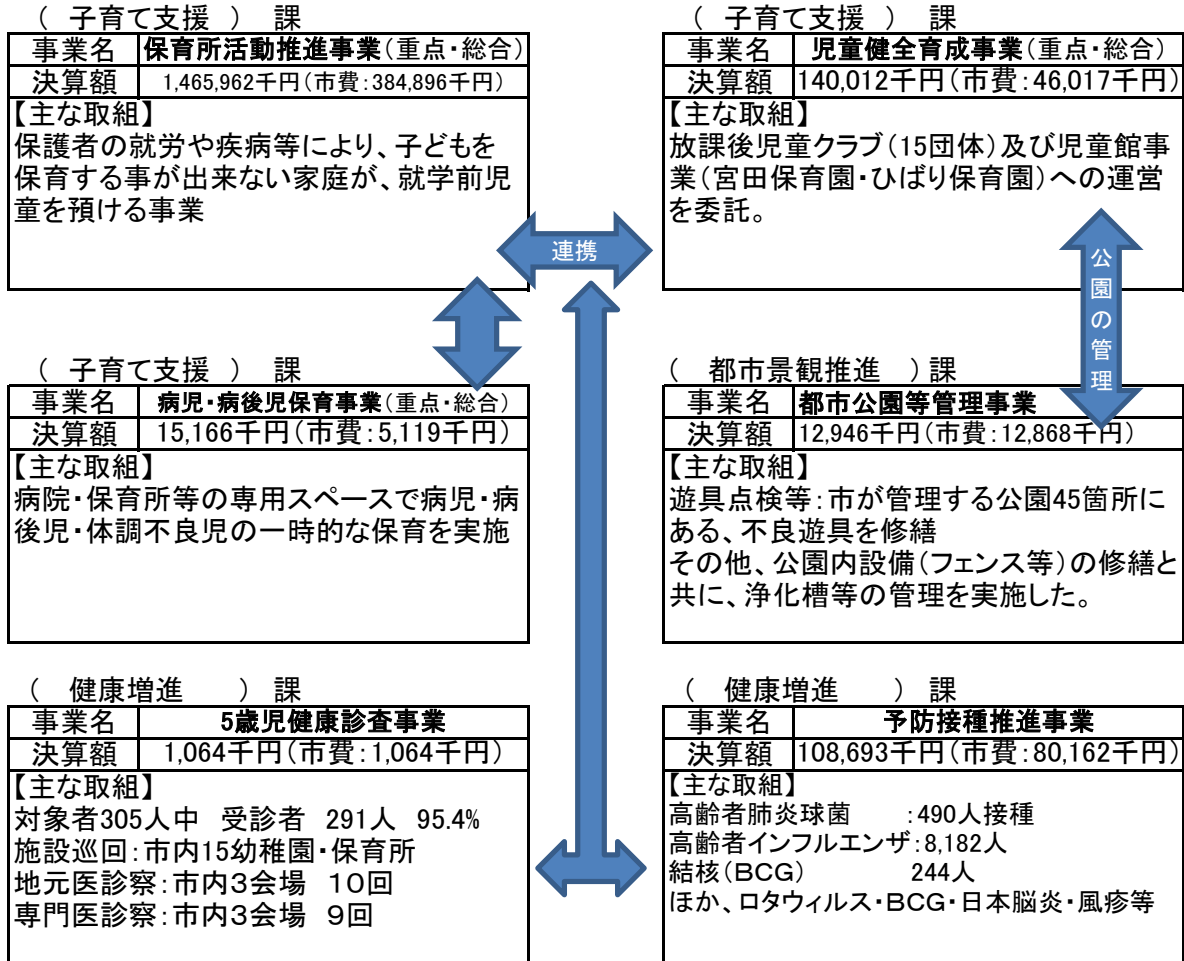 ( 子育て支援 ) 課
事業名 保育所活動推進事業(重点・総合)
決算額 1,465,962千円(市費:384,896千円)
【主な取組】
保護者の就労や疾病等により、子どもを
保育する事が出来ない家庭が、就学前児
童を預ける事業
( 子育て支援 ) 課
事業名 児童健全育成事業(重点・総合)
決算額 140,012千円(市費:46,017千円)
【主な取組】
放課後児童クラブ(15団体)及び児童館事
業(宮田保育園・ひばり保育園)への運営
を委託。
連携
公園の管理
( 子育て支援 ) 課
事業名 病児・病後児保育事業(重点・総合)
決算額 15,166千円(市費:5,119千円)
【主な取組】
病院・保育所等の専用スペースで病児・病
後児・体調不良児の一時的な保育を実施
( 都市景観推進 )課
事業名 都市公園等管理事業
決算額 12,946千円(市費:12,868千円)
【主な取組】
遊具点検等:市が管理する公園45箇所に
ある、不良遊具を修繕
その他、公園内設備(フェンス等)の修繕と
共に、浄化槽等の管理を実施した。
( 健康増進 ) 課
事業名 5歳児健康診査事業
決算額 1,064千円(市費:1,064千円)
【主な取組】
対象者305人中 受診者 291人 95.4%
施設巡回:市内15幼稚園・保育所
地元医診察:市内3会場 10回
専門医診察:市内3会場 9回
( 健康増進 ) 課
事業名 予防接種推進事業
決算額 108,693千円(市費:80,162千円)
【主な取組】
高齢者肺炎球菌 :490人接種
高齢者インフルエンザ:8,182人
結核(BCG) 244人
ほか、ロタウィルス・BCG・日本脳炎・風疹等